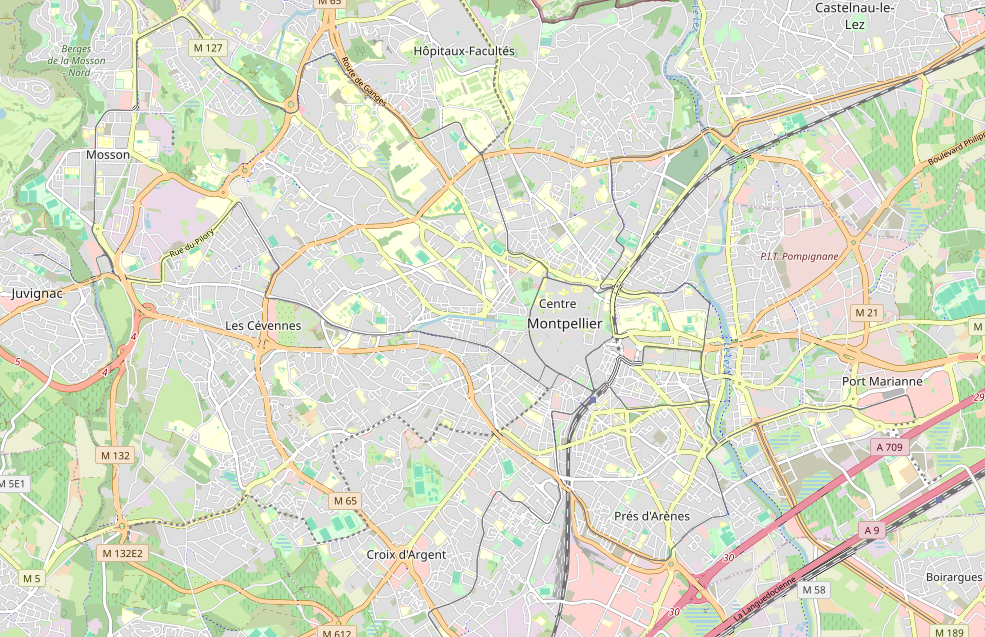 M 65
Castelnau-le-
Lez
M 127
Hôpitaux-Facultés
Berges
de la Mosson
- Nord
Route de Ganges
Mosson
Boulevard Philippe
Rue du Pilory
P.I.T. Pompignane
Juvignac
Centre
Montpellier
Les Cévennes
M 21
M
4
5
4
Le Lez
Port Marianne
29
A 709
M 132
M 5E1
M 65
Prés d'Arènes
A 9
M 132E2
Croix d'Argent
30
M 5
Boirargues
La Languedocienne
M 58
30
M 612
M 189